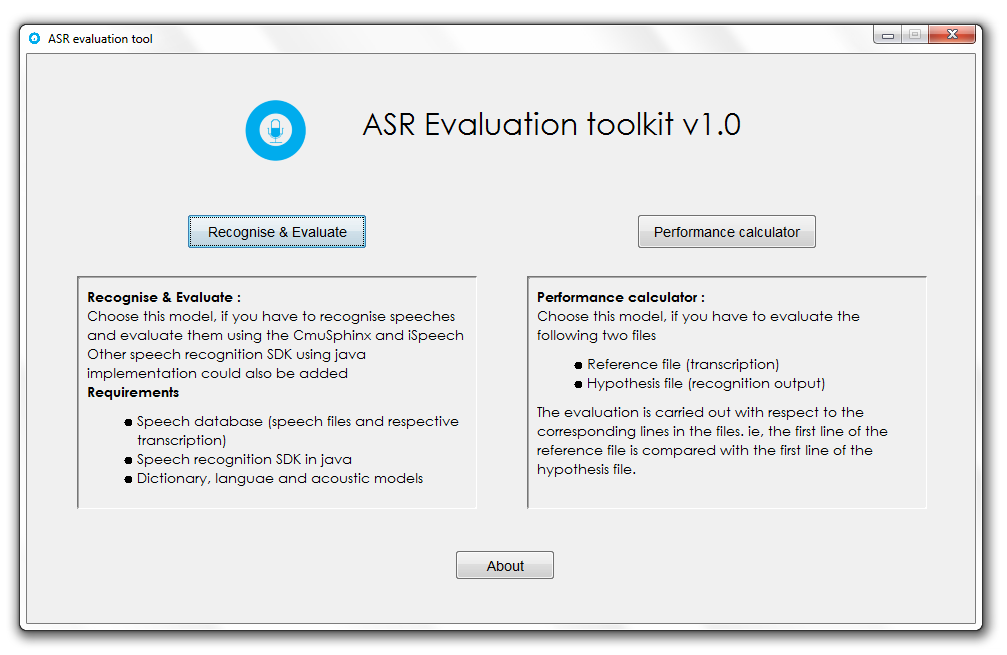 ASR evaluation tool
ASR Evaluation toolkit v1.0
Recognise & Evaluate
Performance calculator
Recognise & Evaluate :
Choose this model, if you have to recognise speeches
and evaluate them using the CmuSphinx and iSpeech
Other speech recognition SDK using java
implementation could also be added
Requirements
● Speech database (speech files and respective
transcription)
● Speech recognition SDK in java
● Dictionary, languae and acoustic models
Performance calculator :
Choose this model, if you have to evaluate the
following two files
● Reference file (transcription)
● Hypothesis file (recognition output)
The evaluation is carried out with respect to the
corresponding lines in the files. ie, the first line of the
reference file is compared with the first line of the
hypothesis file.
About